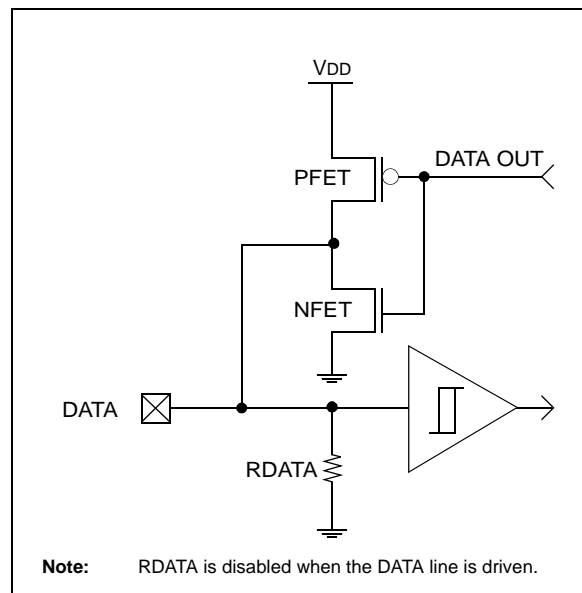 VDD
DATA OUT
PFET
NFET
DATA
RDATA
Note: RDATA is disabled when the DATA line is driven.